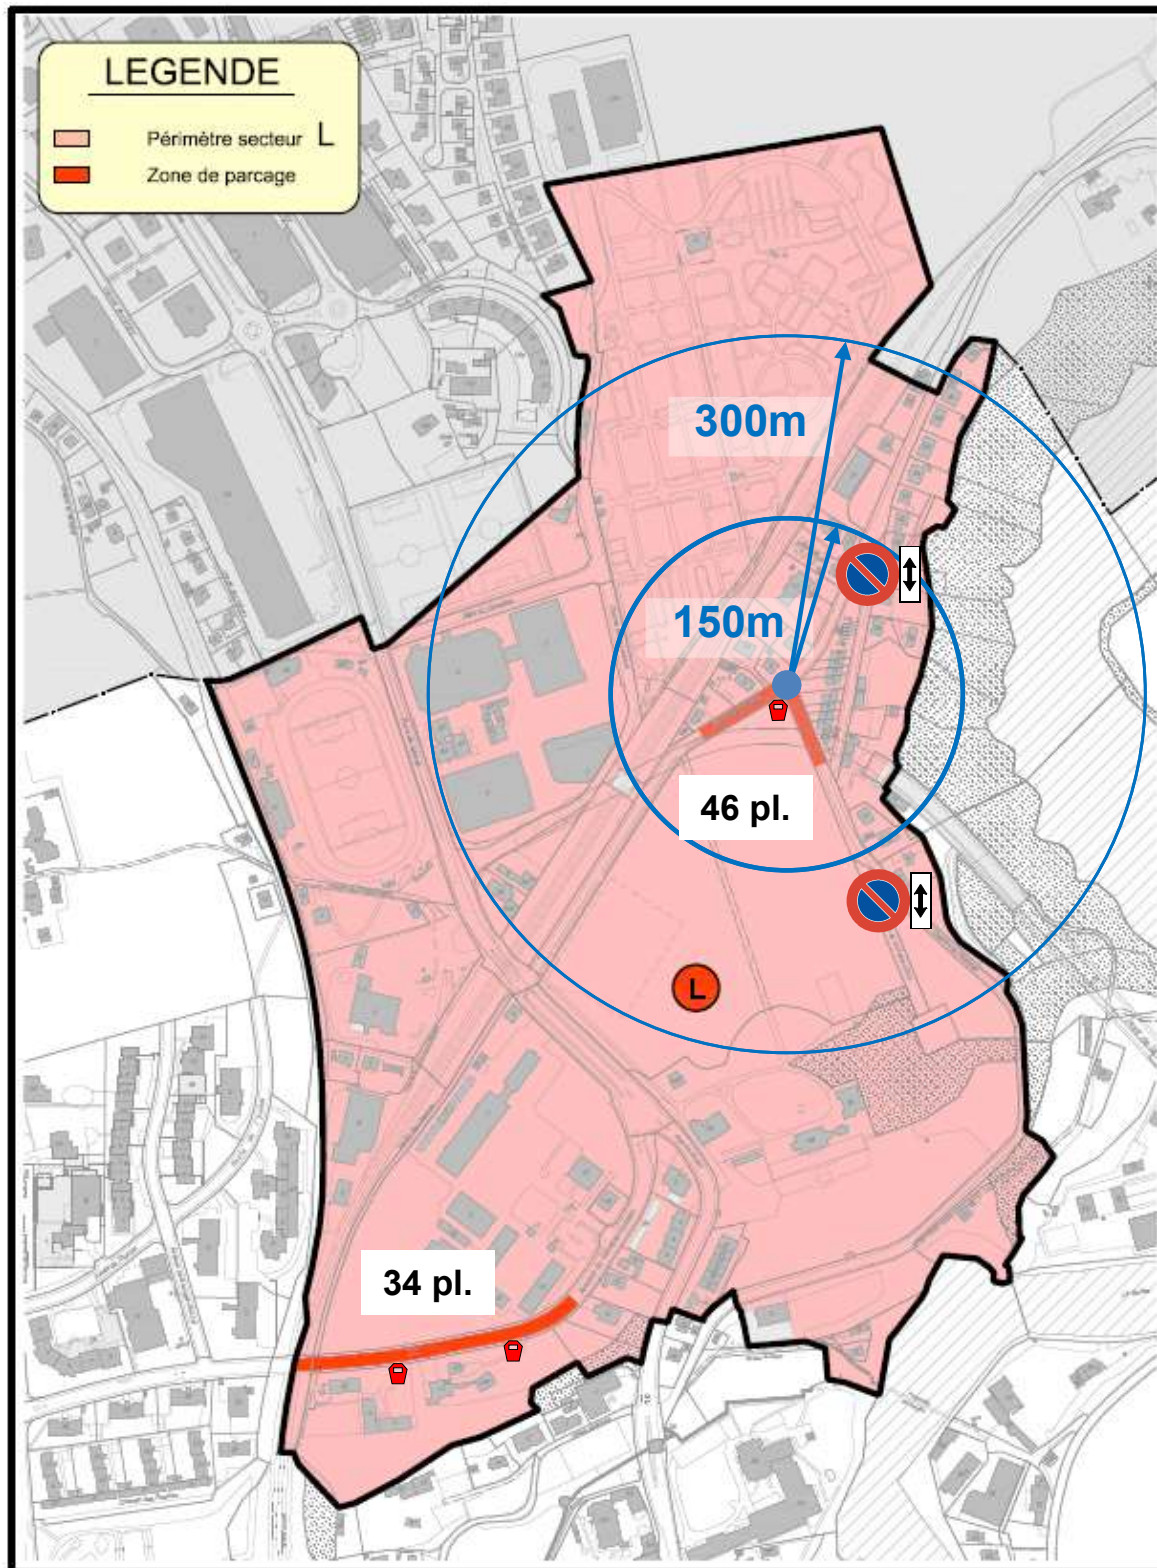 LEGENDE
Périmètre secteur L
Zone de parcage
300m
150m
46 pl.
L
34 pl.